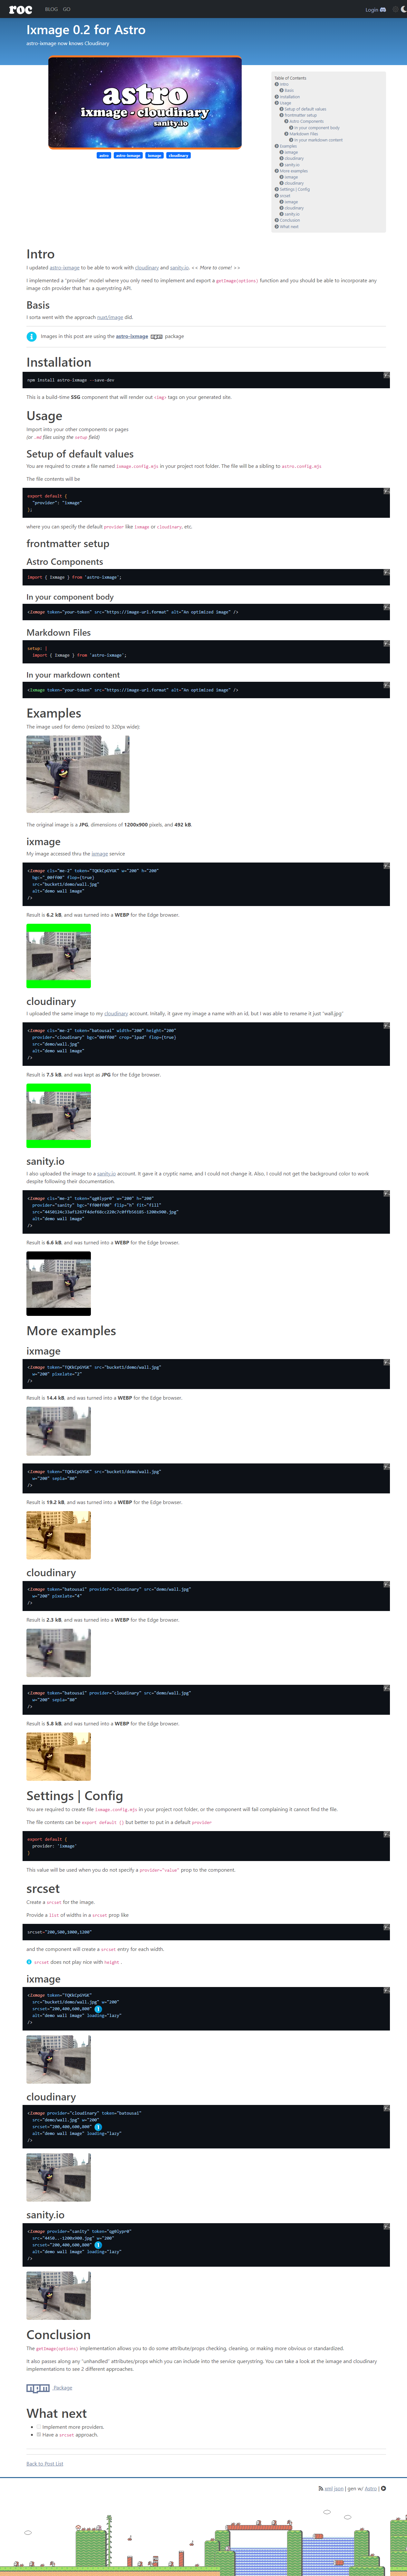 roc
BLOG GO
Login
Ixmage 0.2 for Astro
astro-ixmage now knows Cloudinary
astro
ixmage - cloudinary
sanity.io
astro astro-ixmage ixmage cloudinary
Table of Contents
Intro
Basis
Installation
Usage
Setup of default values
frontmatter setup
Astro Components
In your component body
Markdown Files
In your markdown content
Examples
ixmage
cloudinary
sanity.io
More examples
ixmage
cloudinary
Settings | Config
srcset
ixmage
cloudinary
sanity.io
Conclusion
What next
Intro
I updated astro-ixmage to be able to work with cloudinary and sanity.io. << More to come! >>
I implemented a "provider" model where you only need to implement and export a getImage(options) function and you should be able to incorporate any image cdn provider that has a querystring API.
Basis
I sorta went with the approach nuxt/image did.
Images in this post are using the astro-ixmage package
Installation
npm install astro-ixmage --save-dev
This is a build-time SSG component that will render out <img> tags on your generated site.
Usage
Import into your other components or pages
(or .md files using the setup field)
Setup of default values
You are required to create a file named ixmage.config.mjs in your project root folder. The file will be a sibling to astro.config.mjs
The file contents will be
export default {
"provider": "ixmage"
};
where you can specify the default provider like ixmage or cloudinary, etc.
frontmatter setup
Astro Components
import { Ixmage } from 'astro-ixmage';
In your component body
<Ixmage token="your-token" src="https://image-url.format" alt="An optimized image" />
Markdown Files
setup: |
import { Ixmage } from 'astro-ixmage';
In your markdown content
<Ixmage token="your-token" src="https://image-url.format" alt="An optimized image" />
Examples
The image used for demo (resized to 320px wide):
The original image is a JPG, dimensions of 1200x900 pixels, and 492 kB.
ixmage
My image accessed thru the ixmage service
<Ixmage cls="me-2" token="TQKkCpGYGK" w="200" h="200"
bgc="_00ff00" flop={true}
src="bucket1/demo/wall.jpg"
alt="demo wall image"
/>
Result is 6.2 kB, and was turned into a WEBP for the Edge browser.
cloudinary
I uploaded the same image to my cloudinary account. Initally, it gave my image a name with an id, but I was able to rename it just 'wall.jpg'
<Ixmage cls="me-2" token="batousai" width="200" height="200"
provider="cloudinary" bgc="00ff00" crop="lpad" flop={true}
src="demo/wall.jpg"
alt="demo wall image"
/>
Result is 7.5 kB, and was kept as JPG for the Edge browser.
sanity.io
I also uploaded the image to a sanity.io account. It gave it a cryptic name, and I could not change it. Also, I could not get the background color to work despite following their documentation.
alt="demo wall image"
/>
Result is 6.6 kB, and was turned into a WEBP for the Edge browser.
More examples
ixmage
<Ixmage token="TQKkCpGYGK" src="bucket1/demo/wall.jpg"
w="200" pixelate="2"
/>
Result is 14.4 kB, and was turned into a WEBP for the Edge browser.
<Ixmage token="TQKkCpGYGK" src="bucket1/demo/wall.jpg"
w="200" sepia="80"
/>
Result is 19.2 kB, and was turned into a WEBP for the Edge browser.
cloudinary
<Ixmage token="batousai" provider="cloudinary" src="demo/wall.jpg"
w="200" pixelate="4"
/>
Result is 2.3 kB, and was turned into a WEBP for the Edge browser.
<Ixmage token="batousai" provider="cloudinary" src="demo/wall.jpg"
w="200" sepia="80"
/>
Result is 5.8 kB, and was turned into a WEBP for the Edge browser.
Settings | Config
You are required to create file ixmage.config.mjs in your project root folder, or the component will fail complaining it cannot find the file.
The file contents can be export default {} but better to put in a default provider
export default {
provider: 'ixmage'
}
This value will be used when you do not specify a provider="value" prop to the component.
srcset
Create a srcset for the image.
Provide a list of widths in a srcset prop like
srcset="200,500,1000,1200"
and the component will create a srcset entry for each width.
srcset does not play nice with height.
ixmage
<Ixmage token="TQKkCpGYGK"
src="bucket1/demo/wall.jpg" w="200"
srcset="200,400,600,800"
alt="demo wall image" loading="lazy"
/>
cloudinary
<Ixmage provider="cloudinary" token="batousai"
src="demo/wall.jpg" w="200"
srcset="200,400,600,800"
alt="demo wall image" loading="lazy"
/>
sanity.io
<Ixmage provider="sanity" token="qg0lypr0"
src="4450...-1200x900.jpg" w="200"
srcset="200,400,600,800"
alt="demo wall image" loading="lazy"
/>
Conclusion
The getImage(options) implementation allows you to do some attribute/props checking, cleaning, or making more obvious or standardized.
It also passes along any "unhandled" attributes/props which you can include into the service querystring. You can take a look at the ixmage and cloudinary implementations to see 2 different approaches.
Package
What next
Implement more providers.
Have a srcset approach.
Back to Post List
xml json | gen w/ Astro |